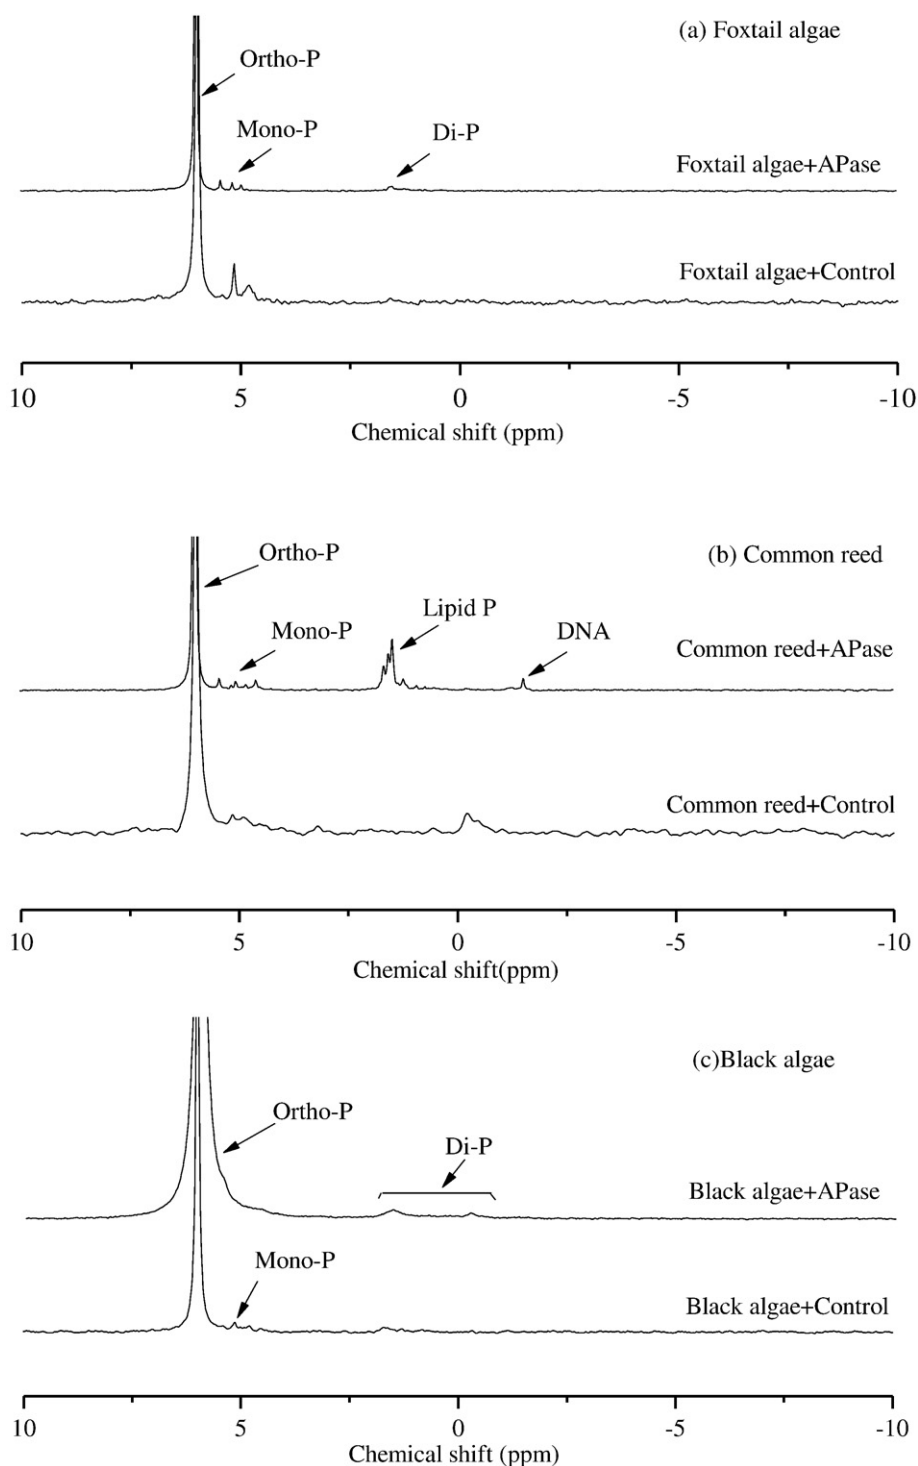 (a) Foxtail algae
Ortho-P
Mono-P
Di-P
Foxtail algae+APase
Foxtail algae+Control
10 5 0 -5 -10
Chemical shift (ppm)
(b) Common reed
Ortho-P
Lipid P
Mono-P
DNA
Common reed+APase
Common reed+Control
10 5 0 -5 -10
Chemical shift(ppm)
(c)Black algae
Ortho-P
Di-P
Black algae+APase
Mono-P
Black algae+Control
10 5 0 -5 -10
Chemical shift (ppm)